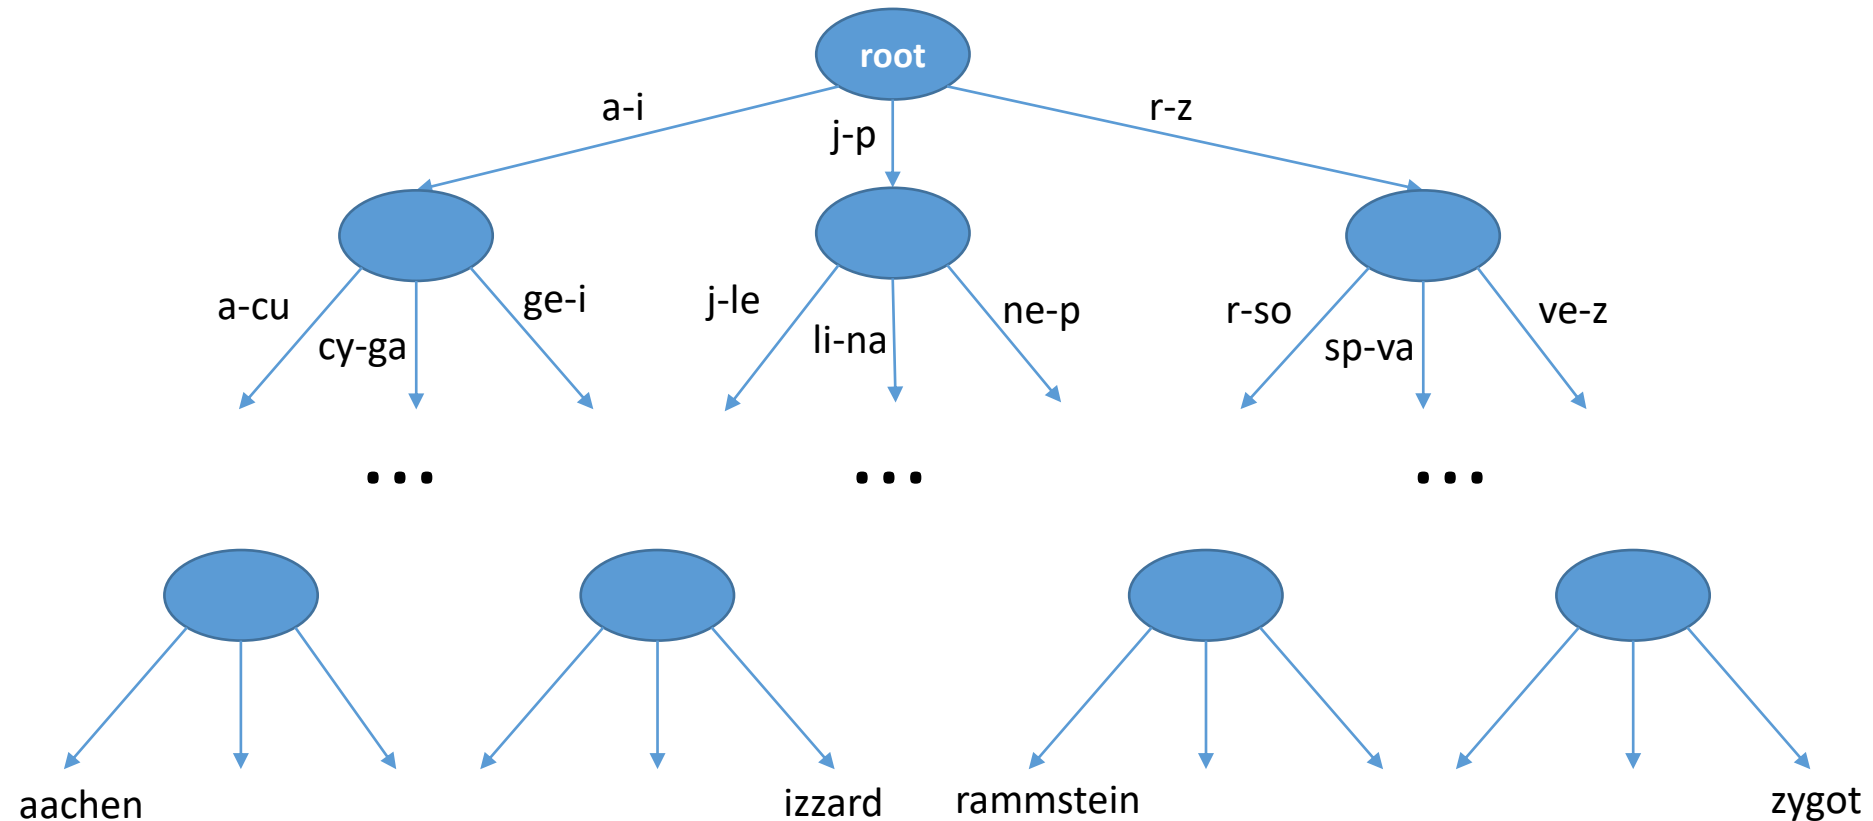 root
a-i
j-p
r-z
a-cu
cy-ga
ge-i
j-le
li-na
ne-p
r-so
sp-va
ve-z
...
...
...
aachen
izzard
rammstein
zygot